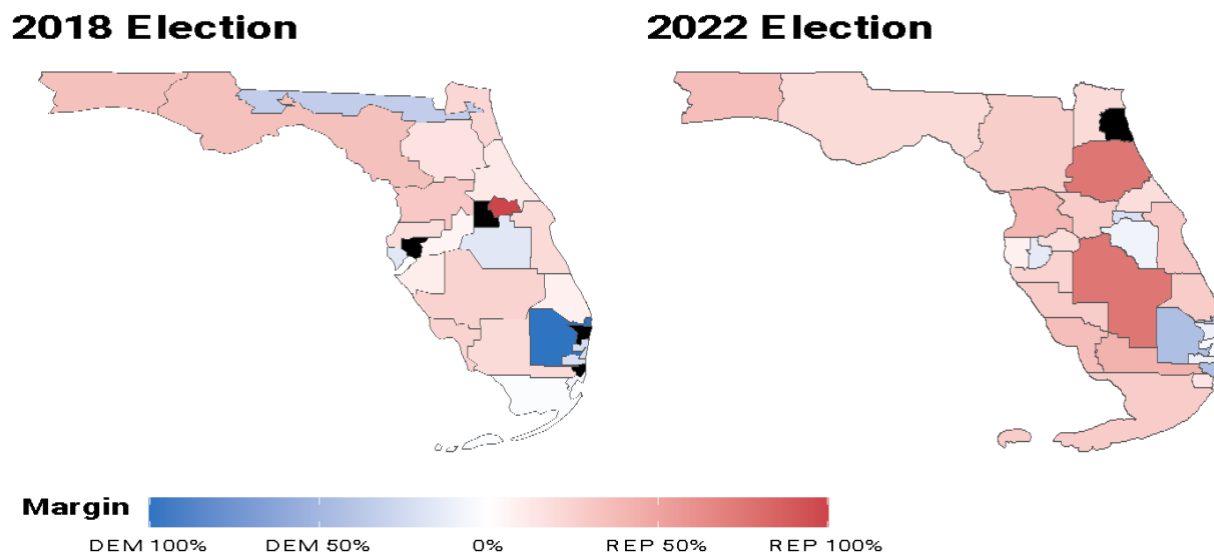 2018 Election
2022 Election
Margin
DEM 100%
DEM 50%
0%
REP 50%
REP 100%